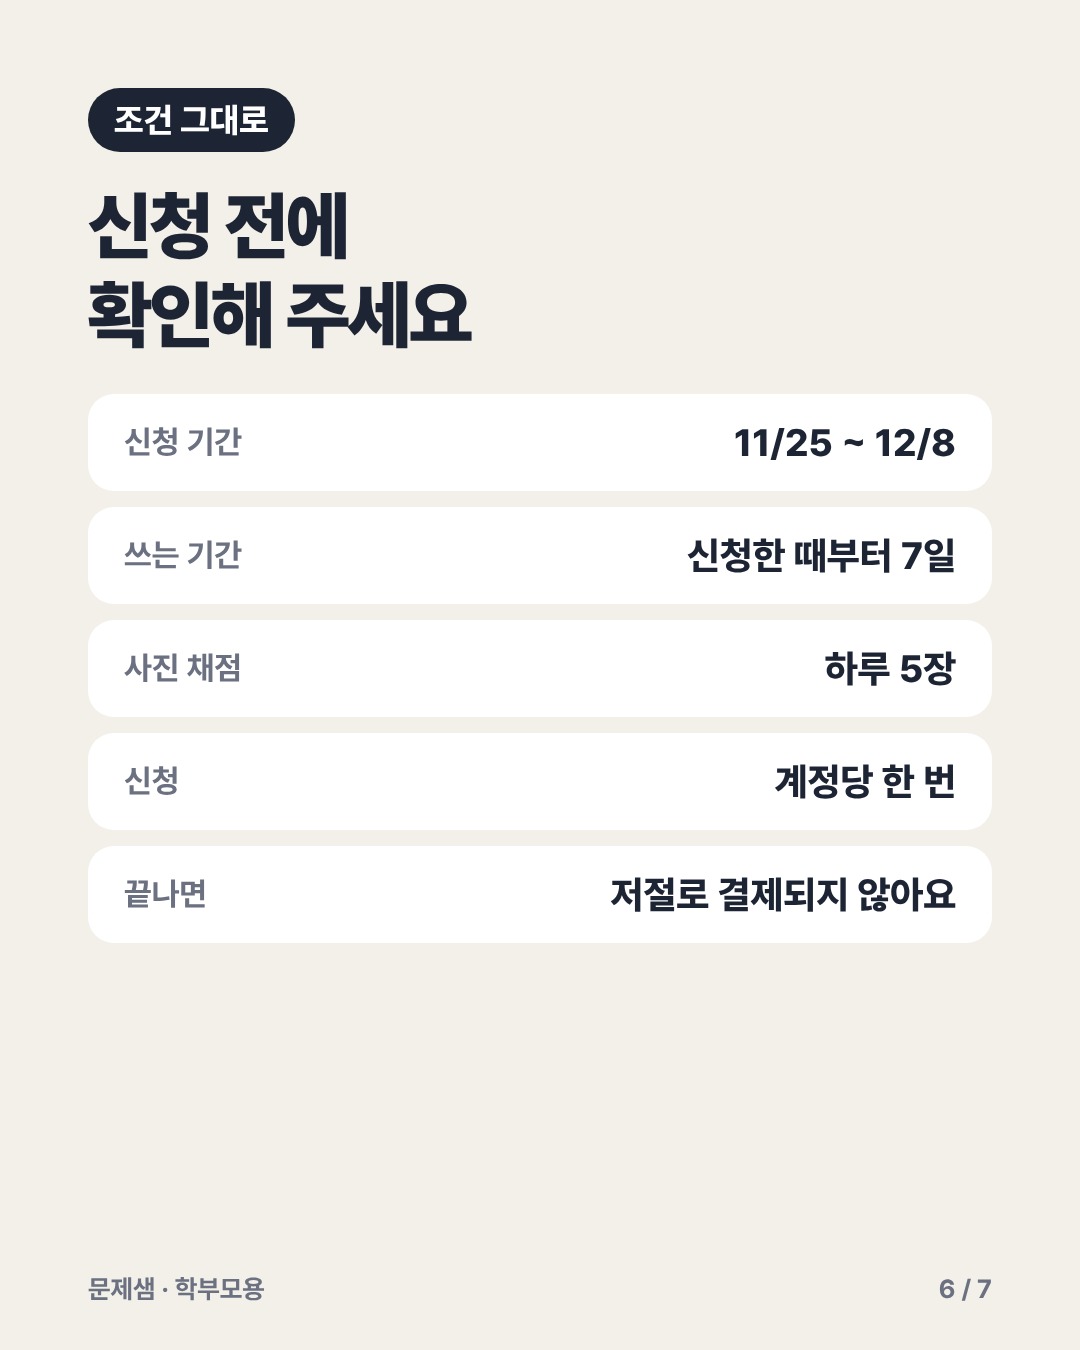 조건 그대로
신청 전에
확인해 주세요
신청 기간 11/25 ~ 12/8
쓰는 기간 신청한 때부터 7일
사진 채점 하루 5장
신청 계정당 한 번
끝나면 저절로 결제되지 않아요
문제샘 · 학부모용 6 / 7